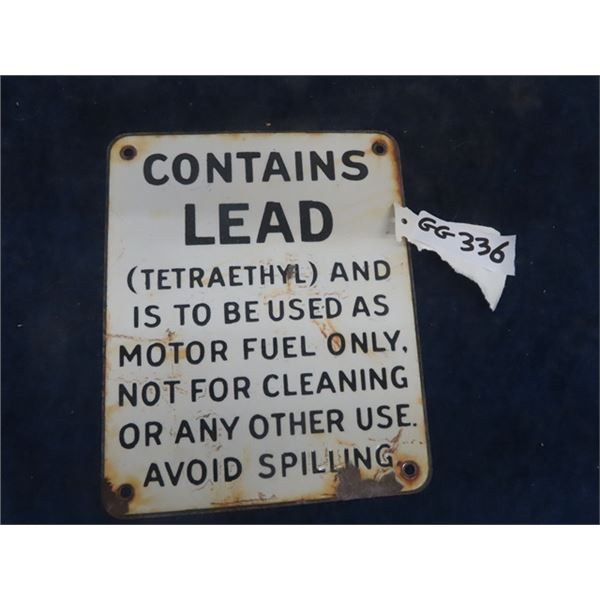 CONTAINS
LEAD
(TETRAETHYL) AND
IS TO BE USED AS
MOTOR FUEL ONLY,
NOT FOR CLEANING
OR ANY OTHER USE.
AVOID SPILLING
GG 336